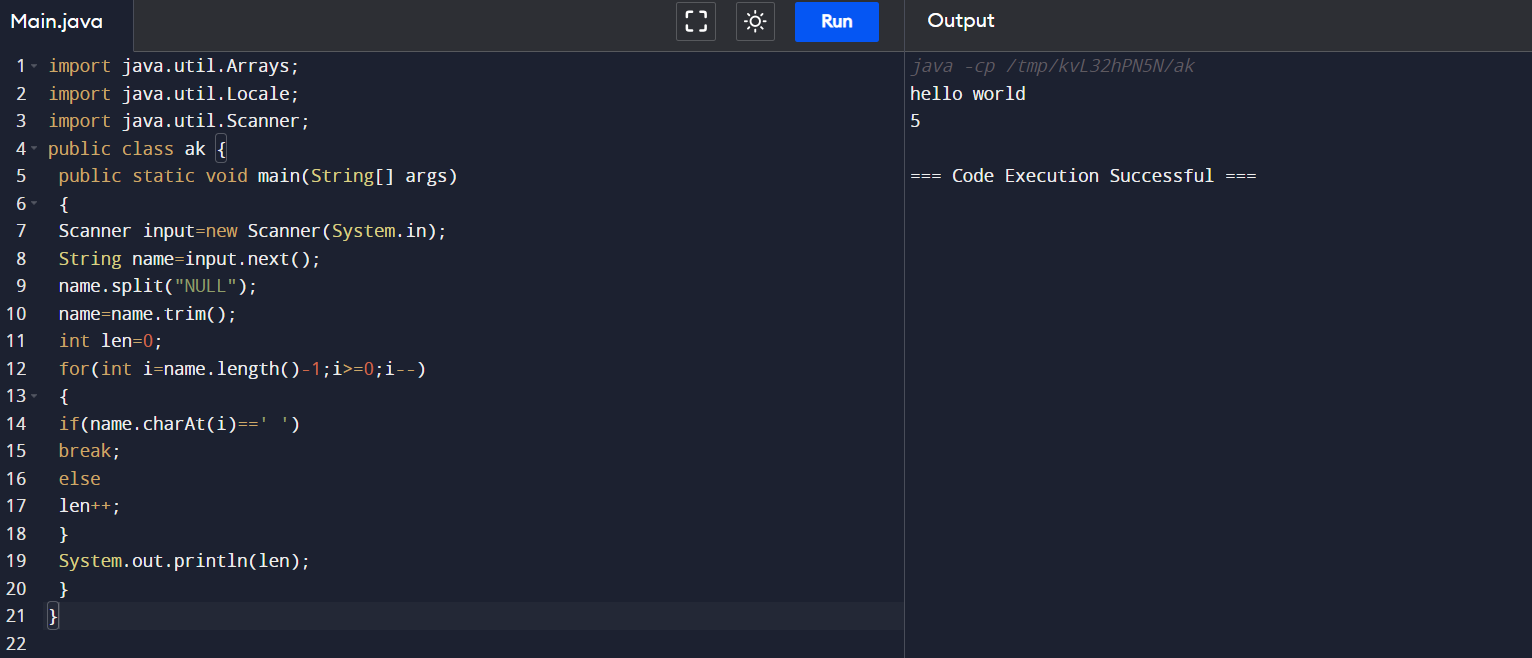 Main.java
Run
Output
1 import java.util.Arrays;
2 import java.util.Locale;
3 import java.util.Scanner;
4 public class ak {
5 public static void main(String[] args)
6 {
7 Scanner input=new Scanner(System.in);
8 String name=input.next();
9 name.split("NULL");
10 name=name.trim();
11 int len=0;
12 for(int i=name.length()-1;i>=0;i--)
13 {
14 if(name.charAt(i)==' ')
15 break;
16 else
17 len++;
18 }
19 System.out.println(len);
20 }
21 }
22
java -cp /tmp/kvL32hPN5N/ak
hello world
5
=== Code Execution Successful ===